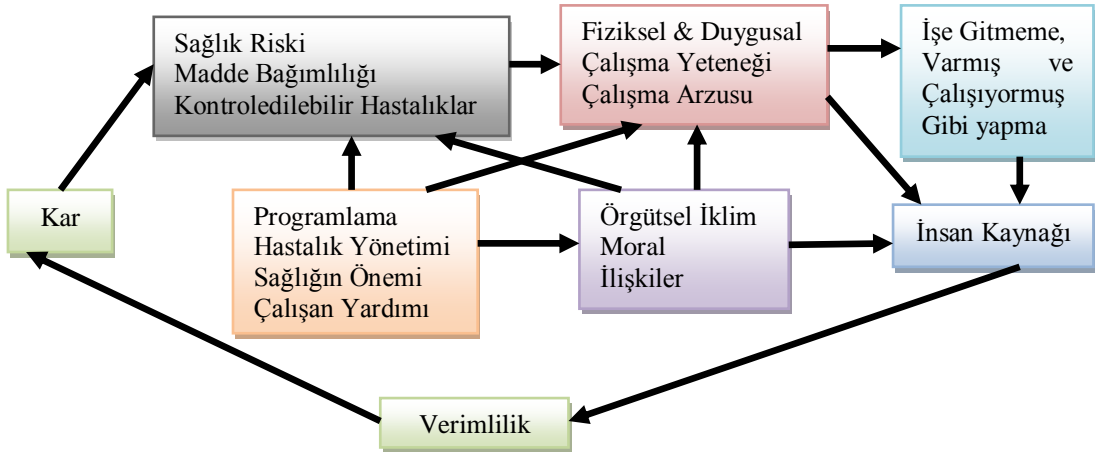 Sağlık Riski
Madde Bağımlılığı
Kontroledilebilir Hastalıklar
Fiziksel & Duygusal
Çalışma Yeteneği
Çalışma Arzusu
İşe Gitmeme,
Varmış ve
Çalışıyormuş
Gibi yapma
Kar
Programlama
Hastalık Yönetimi
Sağlığın Önemi
Çalışan Yardımı
Örgütsel İklim
Moral
İlişkiler
İnsan Kaynağı
Verimlilik